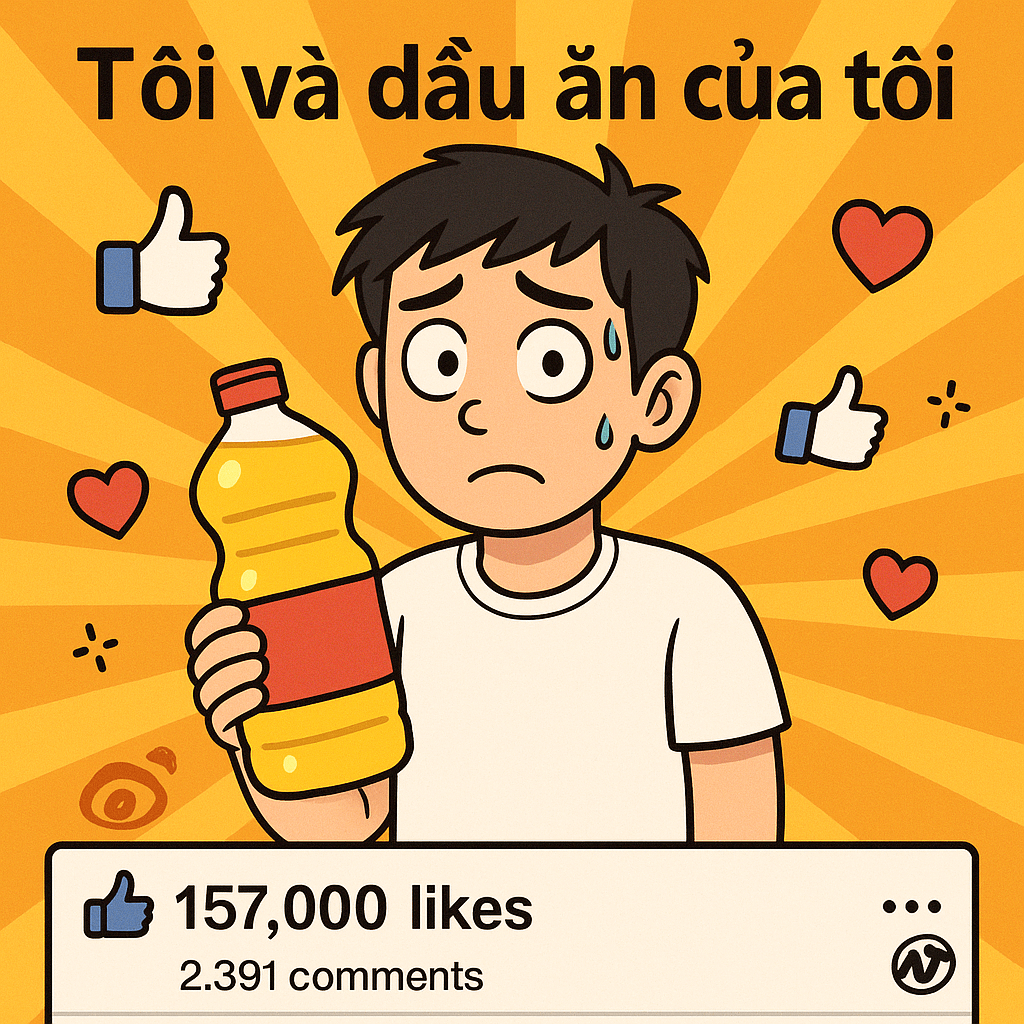 Tôi và dầu ăn của tôi
157,000 likes
2.391 comments